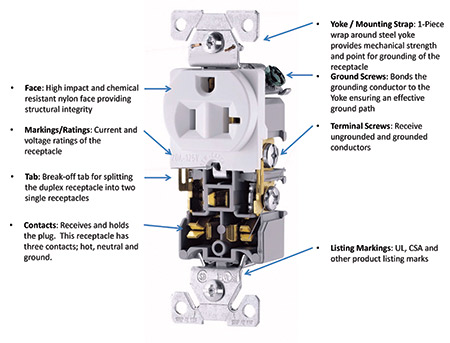 • Yoke / Mounting Strap: 1-Piece
wrap around steel yoke
provides mechanical strength
and point for grounding of the
receptacle
• Ground Screws: Bonds the
grounding conductor to the
Yoke ensuring an effective
ground path
• Face: High impact and chemical
resistant nylon face providing
structural integrity
• Markings/Ratings: Current and
voltage ratings of the
receptacle
• Terminal Screws: Receive
ungrounded and grounded
conductors
• Tab: Break-off tab for splitting
the duplex receptacle into two
single receptacles
• Contacts: Receives and holds
the plug. This receptacle has
three contacts; hot, neutral and
ground.
• Listing Markings: UL, CSA and
other product listing marks